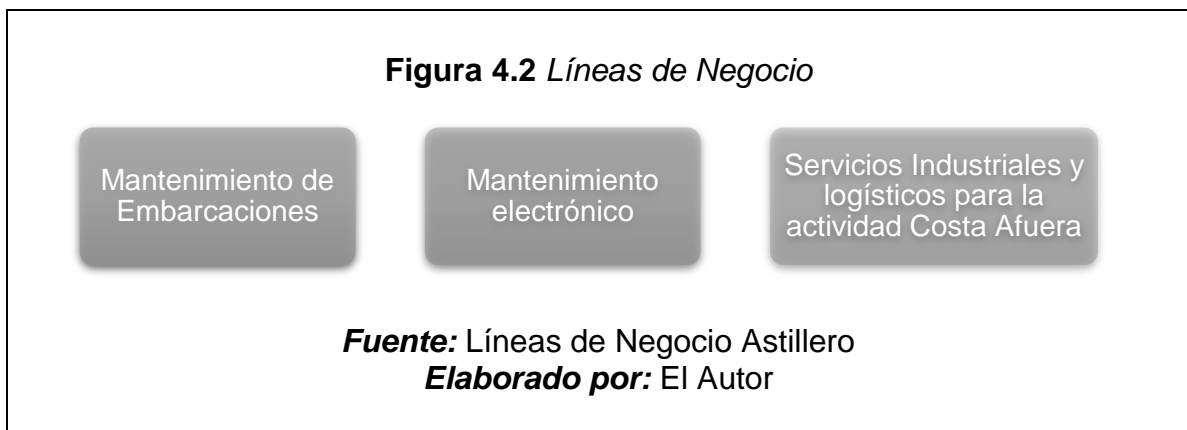 Figura 4.2 Líneas de Negocio
Mantenimiento de
Embarcaciones
Mantenimiento
electrónico
Servicios Industriales y
logísticos para la
actividad Costa Afuera
Fuente: Líneas de Negocio Astillero
Elaborado por: El Autor